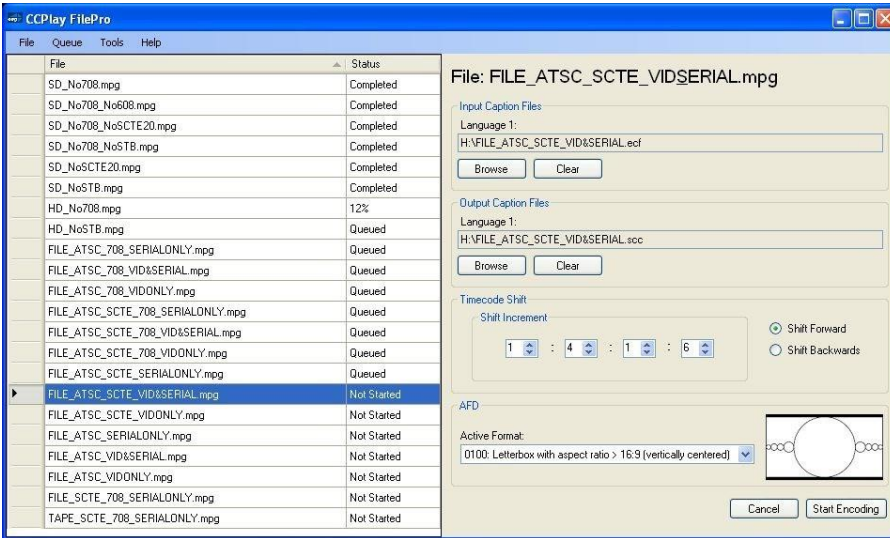 CCPlay FilePro
File Queue Tools Help
File Status
SD_No708.mpg Completed
SD_No708_No608.mpg Completed
SD_No708_NoSCTE20.mpg Completed
SD_No708_NoSTB.mpg Completed
SD_NoSCTE20.mpg Completed
SD_NoSTB.mpg Completed
HD_No708.mpg 12%
HD_NoSTB.mpg Queued
FILE_ATSC_708_SERIALONLY.mpg Queued
FILE_ATSC_708_VID&SERIAL.mpg Queued
FILE_ATSC_708_VIDONLY.mpg Queued
FILE_ATSC_SCTE_708_SERIALONLY.mpg Queued
FILE_ATSC_SCTE_708_VID&SERIAL.mpg Queued
FILE_ATSC_SCTE_708_VIDONLY.mpg Queued
FILE_ATSC_SCTE_SERIALONLY.mpg Queued
FILE_ATSC_SCTE_VID&SERIAL.mpg Not Started
FILE_ATSC_SCTE_VIDONLY.mpg Not Started
FILE_ATSC_SERIALONLY.mpg Not Started
FILE_ATSC_VID&SERIAL.mpg Not Started
FILE_ATSC_VIDONLY.mpg Not Started
FILE_SCTE_708_SERIALONLY.mpg Not Started
TAPE_SCTE_708_SERIALONLY.mpg Not Started
File: FILE_ATSC_SCTE_VIDSERIAL.mpg
Input Caption Files
Language 1:
H:\FILE_ATSC_SCTE_VID&SERIAL.ecf
Browse Clear
Output Caption Files
Language 1:
H:\FILE_ATSC_SCTE_VID&SERIAL.scc
Browse Clear
Timecode Shift
Shift Increment
1 : 4 : 1 : 6
Shift Forward
Shift Backwards
AFD
Active Format:
0100: Letterbox with aspect ratio > 16:9 (vertically centered)
Cancel Start Encoding